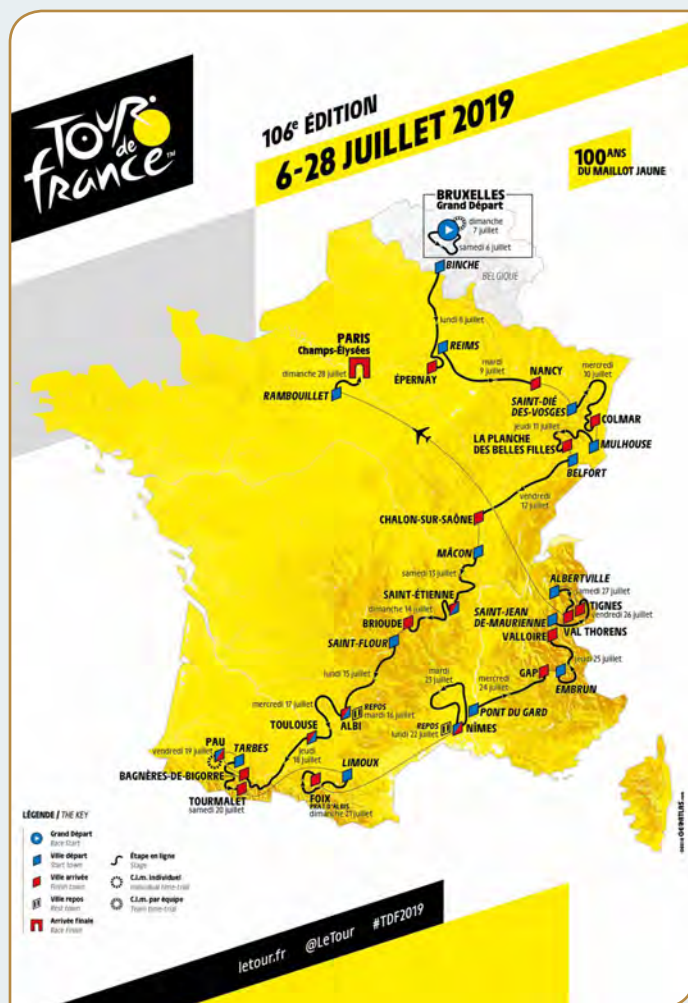 TOUR
de
france™
106e ÉDITION
6-28 JUILLET 2019
100 ANS
DU MAILLOT JAUNE
BRUXELLES
Grand Départ
dimanche
7 juillet
samedi 6 juillet
BINCHE
BELGIQUE
lundi 8 juillet
REIMS
ÉPERNAY
mardi
9 juillet
NANCY
mercredi
10 juillet
SAINT-DIÉ
DES-VOSGES
COLMAR
jeudi 11 juillet
LA PLANCHE
DES BELLES FILLES
MULHOUSE
BELFORT
PARIS
Champs-Élysées
dimanche 28 juillet
RAMBOUILLET
vendredi
CHALON-SUR-SAÔNE
MÂCON
samedi 13 juillet
SAINT-ÉTIENNE
dimanche 14 juillet
BRIOUDE
SAINT-FLOUR
ALBERTVILLE
samedi 27 juillet
TIGNES
vendredi 26 juillet
SAINT-JEAN
DE-MAURIENNE
VAL THORENS
VALLOIRE
jeudi 25 juillet
GAP
EMBRUN
lundi 15 juillet
mercredi 17 juillet
REPOS
mardi 16 juillet
ALBI
TOULOUSE
mardi
23 juillet
mercredi
24 juillet
PONT DU GARD
REPOS
lundi 22 juillet
NÎMES
PAU
vendredi 19 juillet
TARBES
jeudi
18 juillet
BAGNÈRES-DE-BIGORRE
TOURMALET
samedi 20 juillet
LIMOUX
FOIX
PRAT D'ALBIS
dimanche 21 juillet
LÉGENDE / THE KEY
Grand Départ
Race Start
Ville départ
Start town
Ville arrivée
Finish town
Ville repos
Rest town
Arrivée finale
Race Finish
Étape en ligne
Stage
C.l.m. individuel
Individual time-trial
C.l.m. par équipe
Team time-trial
letour.fr @LeTour #TDF2019